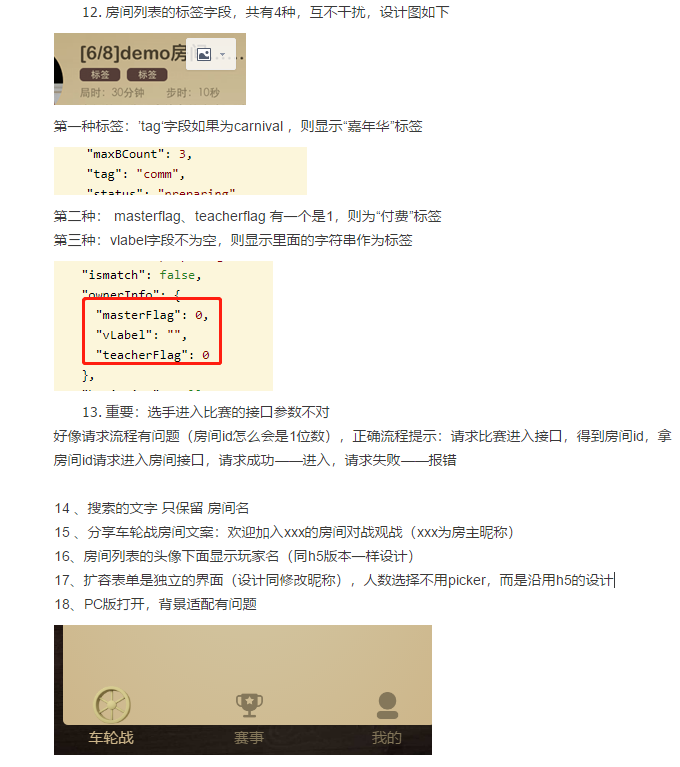 12. 房间列表的标签字段，共有4种，互不干扰，设计图如下
[6/8]demo房间……
标签 标签
局时：30分钟 步时：10秒
第一种标签：'tag'字段如果为carnival ，则显示“嘉年华”标签
"maxBCount": 3,
"tag": "comm",
"status": "preparing"
第二种： masterflag、teacherflag 有一个是1，则为“付费”标签
第三种：vlabel字段不为空，则显示里面的字符串作为标签
"ismatch": false,
"ownerInfo": {
"masterFlag": 0,
"vLabel": "",
"teacherFlag": 0
},
13. 重要：选手进入比赛的接口参数不对
好像请求流程有问题（房间id怎么会是1位数），正确流程提示：请求比赛进入接口，得到房间id，拿
房间id请求进入房间接口，请求成功——进入，请求失败——报错
14 、搜索的文字 只保留 房间名
15 、分享车轮战房间文案：欢迎加入xxx的房间对战观战（xxx为房主昵称）
16、房间列表的头像下面显示玩家名（同h5版本一样设计）
17、扩容表单是独立的界面（设计同修改昵称），人数选择不用picker，而是沿用h5的设计
18、PC版打开，背景适配有问题
车轮战 赛事 我的